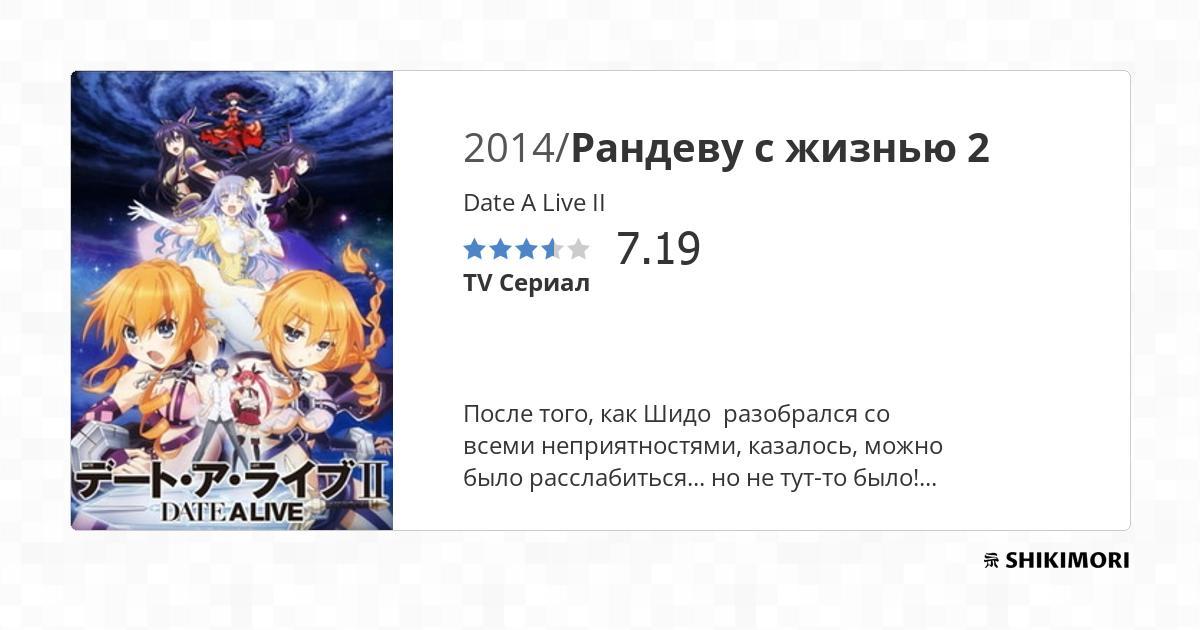 2014/Рандеву с жизнью 2
Date A Live II
7.19
TV Сериал
После того, как Шидо разобрался со
всеми неприятностями, казалось, можно
было расслабиться... но не тут-то было!...
デート・ア・ライブII
DATE A LIVE
SHIKIMORI